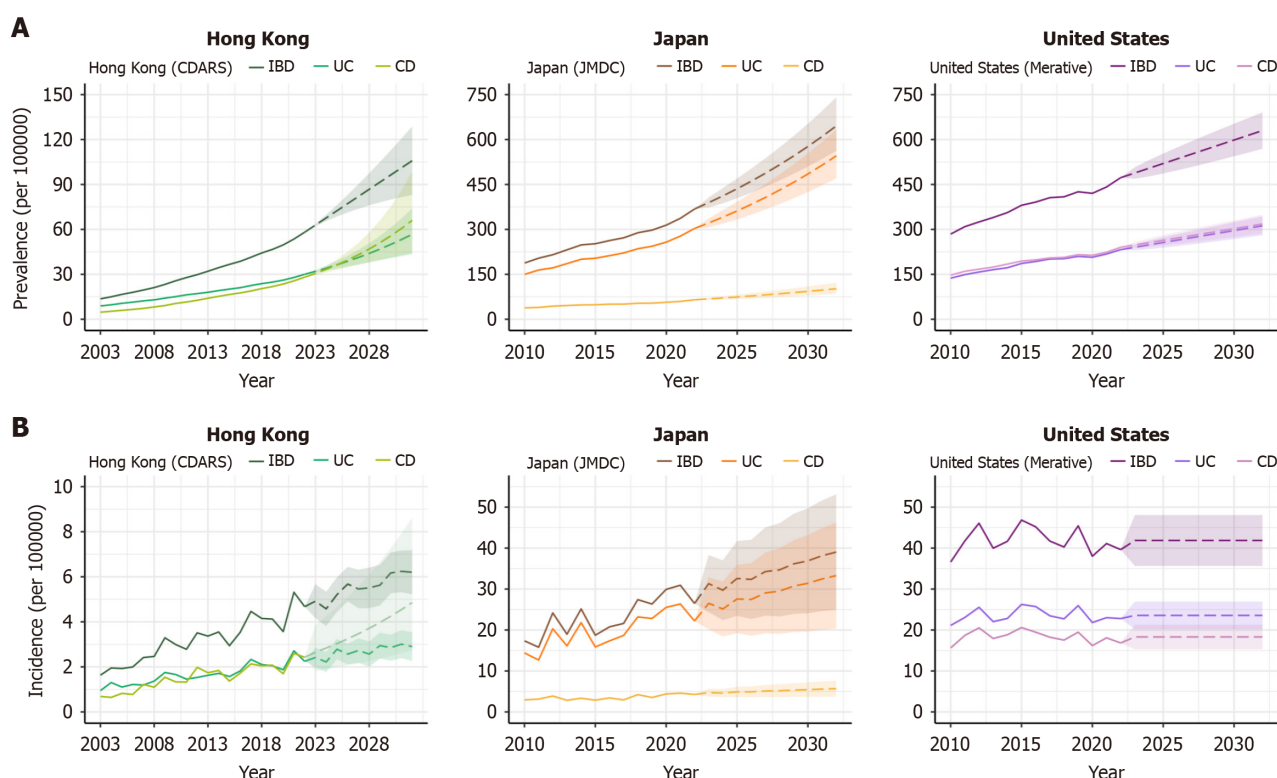 A
Hong Kong
Hong Kong (CDARS) IBD UC CD
Prevalence (per 100000)
150
120
90
60
30
0
2003 2008 2013 2018 2023 2028
Year
Japan
Japan (JMDC) IBD UC CD
750
600
450
300
150
0
2010 2015 2020 2025 2030
Year
United States
United States (Merative) IBD UC CD
750
600
450
300
150
0
2010 2015 2020 2025 2030
Year
B
Hong Kong
Hong Kong (CDARS) IBD UC CD
Incidence (per 100000)
10
8
6
4
2
0
2003 2008 2013 2018 2023 2028
Year
Japan
Japan (JMDC) IBD UC CD
50
40
30
20
10
0
2010 2015 2020 2025 2030
Year
United States
United States (Merative) IBD UC CD
50
40
30
20
10
0
2010 2015 2020 2025 2030
Year